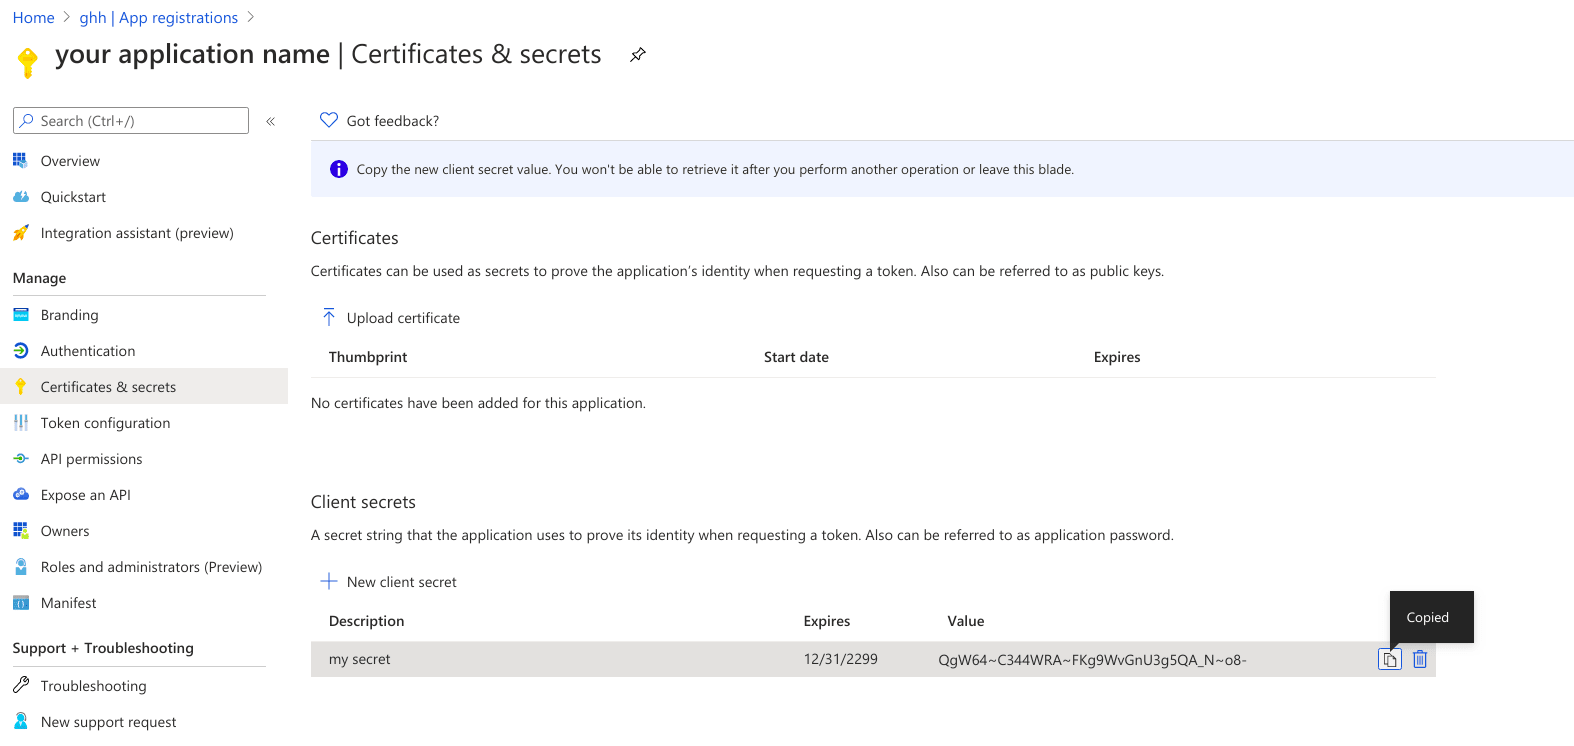 Home > ghh | App registrations >
your application name | Certificates & secrets
Search (Ctrl+/)
«
Overview
Quickstart
Integration assistant (preview)
Manage
Branding
Authentication
Certificates & secrets
Token configuration
API permissions
Expose an API
Owners
Roles and administrators (Preview)
Manifest
Support + Troubleshooting
Troubleshooting
New support request
Got feedback?
Copy the new client secret value. You won't be able to retrieve it after you perform another operation or leave this blade.
Certificates
Certificates can be used as secrets to prove the application's identity when requesting a token. Also can be referred to as public keys.
Upload certificate
Thumbprint Start date Expires
No certificates have been added for this application.
Client secrets
A secret string that the application uses to prove its identity when requesting a token. Also can be referred to as application password.
New client secret
Description Expires Value
Copied
my secret 12/31/2299 QgW64~C344WRA~FKg9WvGnU3g5QA_N~o8-